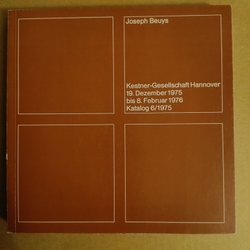 Joseph Beuys
Kestner-Gesellschaft Hannover
19. Dezember 1975
bis 8. Februar 1976
Katalog 6/1975